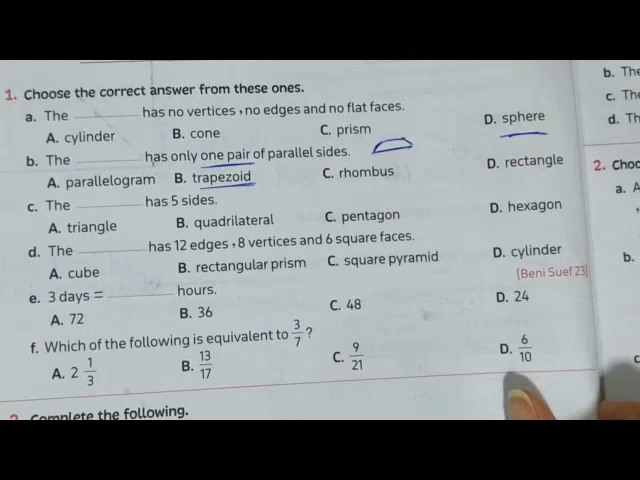 1. Choose the correct answer from these ones.
a. The ________ has no vertices, no edges and no flat faces.
A. cylinder B. cone C. prism D. sphere
b. The ________ has only one pair of parallel sides.
A. parallelogram B. trapezoid C. rhombus D. rectangle
c. The ________ has 5 sides.
A. triangle B. quadrilateral C. pentagon D. hexagon
d. The ________ has 12 edges, 8 vertices and 6 square faces.
A. cube B. rectangular prism C. square pyramid D. cylinder
(Beni Suef 23)
e. 3 days = ________ hours.
A. 72 B. 36 C. 48 D. 24
f. Which of the following is equivalent to 3/7?
A. 2 1/3 B. 13/17 C. 9/21 D. 6/10
Complete the following.
b. The
c. The
d. Th
2. Choc
a. A
b.
c